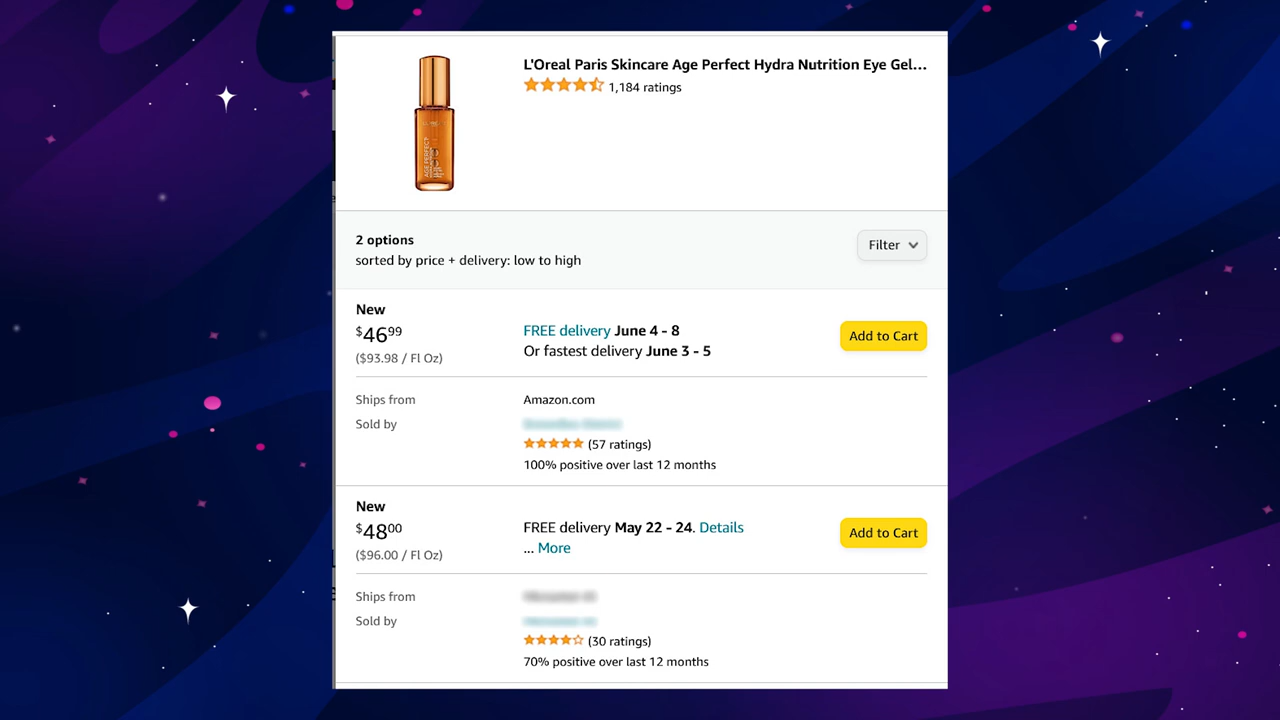 L'Oreal Paris Skincare Age Perfect Hydra Nutrition Eye Gel...
1,184 ratings
AGE PERFECT
2 options
sorted by price + delivery: low to high
Filter
New
$46.99
($93.98 / Fl Oz)
FREE delivery June 4 - 8
Or fastest delivery June 3 - 5
Add to Cart
Ships from
Amazon.com
Sold by
(57 ratings)
100% positive over last 12 months
New
$48.00
($96.00 / Fl Oz)
FREE delivery May 22 - 24. Details
... More
Add to Cart
Ships from
Sold by
(30 ratings)
70% positive over last 12 months